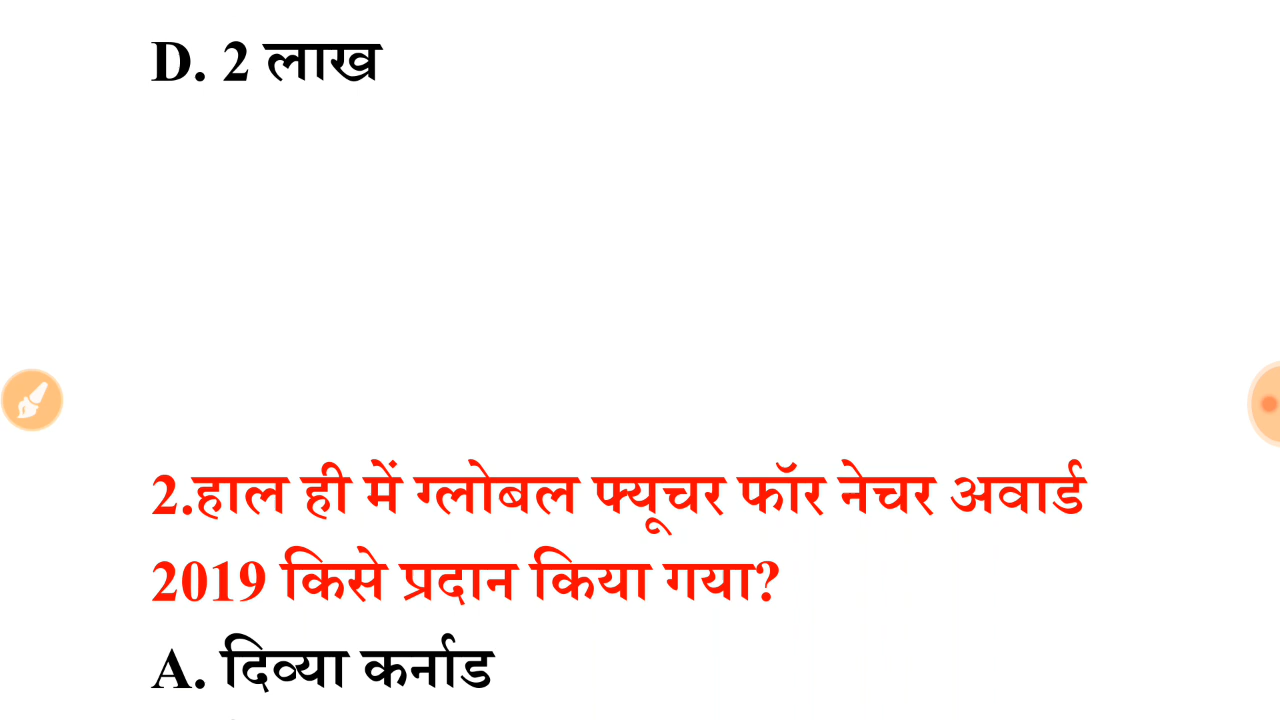 D. 2 लाख
2.हाल ही में ग्लोबल फ्यूचर फॉर नेचर अवार्ड
2019 किसे प्रदान किया गया?
A. दिव्या कर्नाड